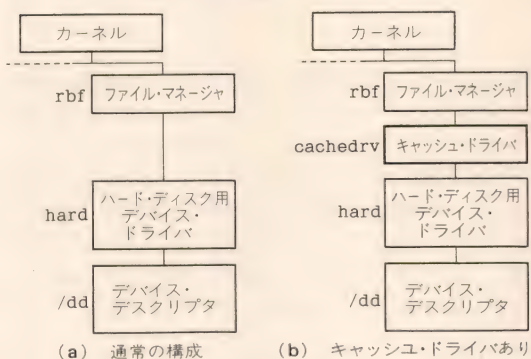 カーネル
rbf ファイル・マネージャ
hard ハード・ディスク用
デバイス・
ドライバ
/dd デバイス・
デスクリプタ
(a) 通常の構成
カーネル
rbf ファイル・マネージャ
cachedrv キャッシュ・ドライバ
hard ハード・ディスク用
デバイス・
ドライバ
/dd デバイス・
デスクリプタ
(b) キャッシュ・ドライバあり